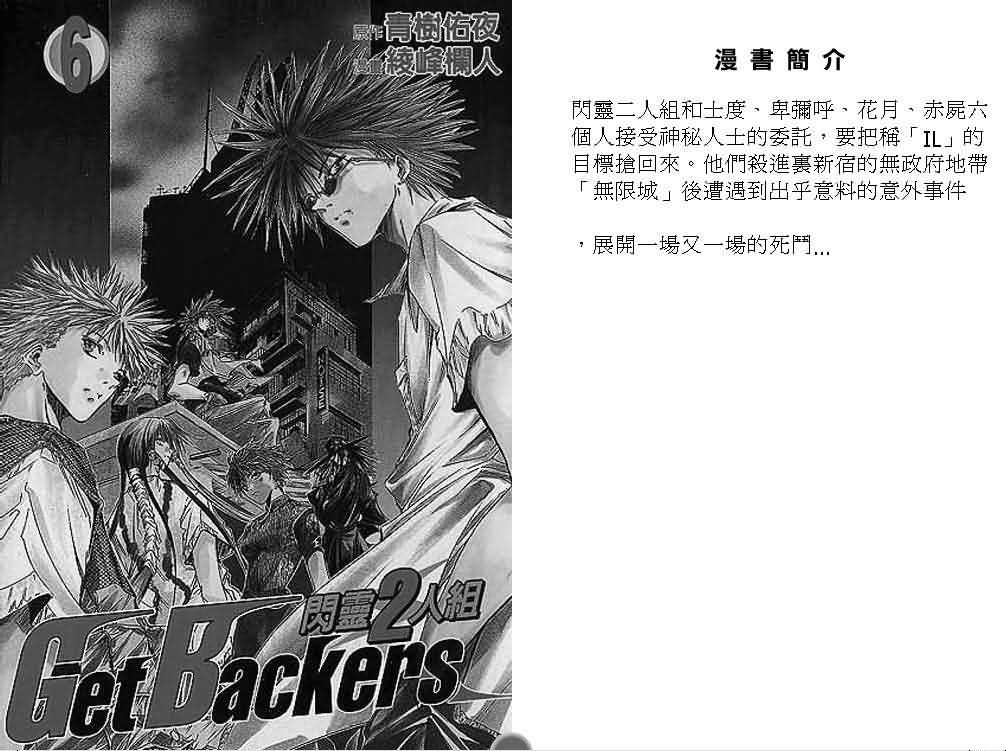 6
原作 青樹佑夜
漫畫 綾峰欄人
閃靈2人組
Get Backers
漫書簡介
閃靈二人組和士度、卑彌呼、花月、赤屍六
個人接受神秘人士的委託，要把稱「IL」的
目標搶回來。他們殺進裏新宿的無政府地帶
「無限城」後遭遇到出乎意料的意外事件
，展開一場又一場的死鬥...